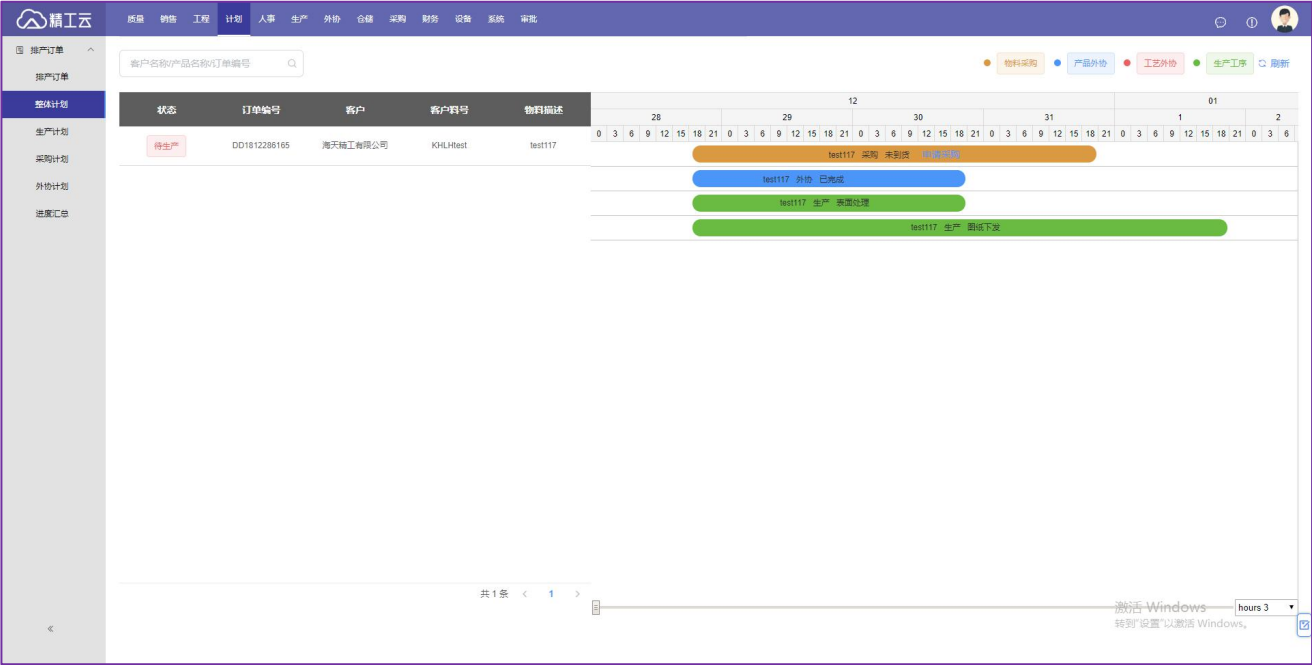 精工云
质量 销售 工程 计划 人事 生产 外协 仓储 采购 财务 设备 系统 审批
排产订单
排产订单
整体计划
生产计划
采购计划
外协计划
进度汇总
客户名称/产品名称/订单编号
物料采购 产品外协 工艺外协 生产工序 刷新
状态 订单编号 客户 客户料号 物料描述
待生产 DD1812286165 海天精工有限公司 KHLHtest test117
12 01
28 29 30 31 1 2
0 3 6 9 12 15 18 21 0 3 6 9 12 15 18 21 0 3 6 9 12 15 18 21 0 3 6 9 12 15 18 21 0 3 6 9 12 15 18 21 0 3 6
test117 采购 未到货 申请采购
test117 外协 已完成
test117 生产 表面处理
test117 生产 图纸下发
共 1 条 < 1 >
hours 3
激活 Windows
转到"设置"以激活 Windows。
«